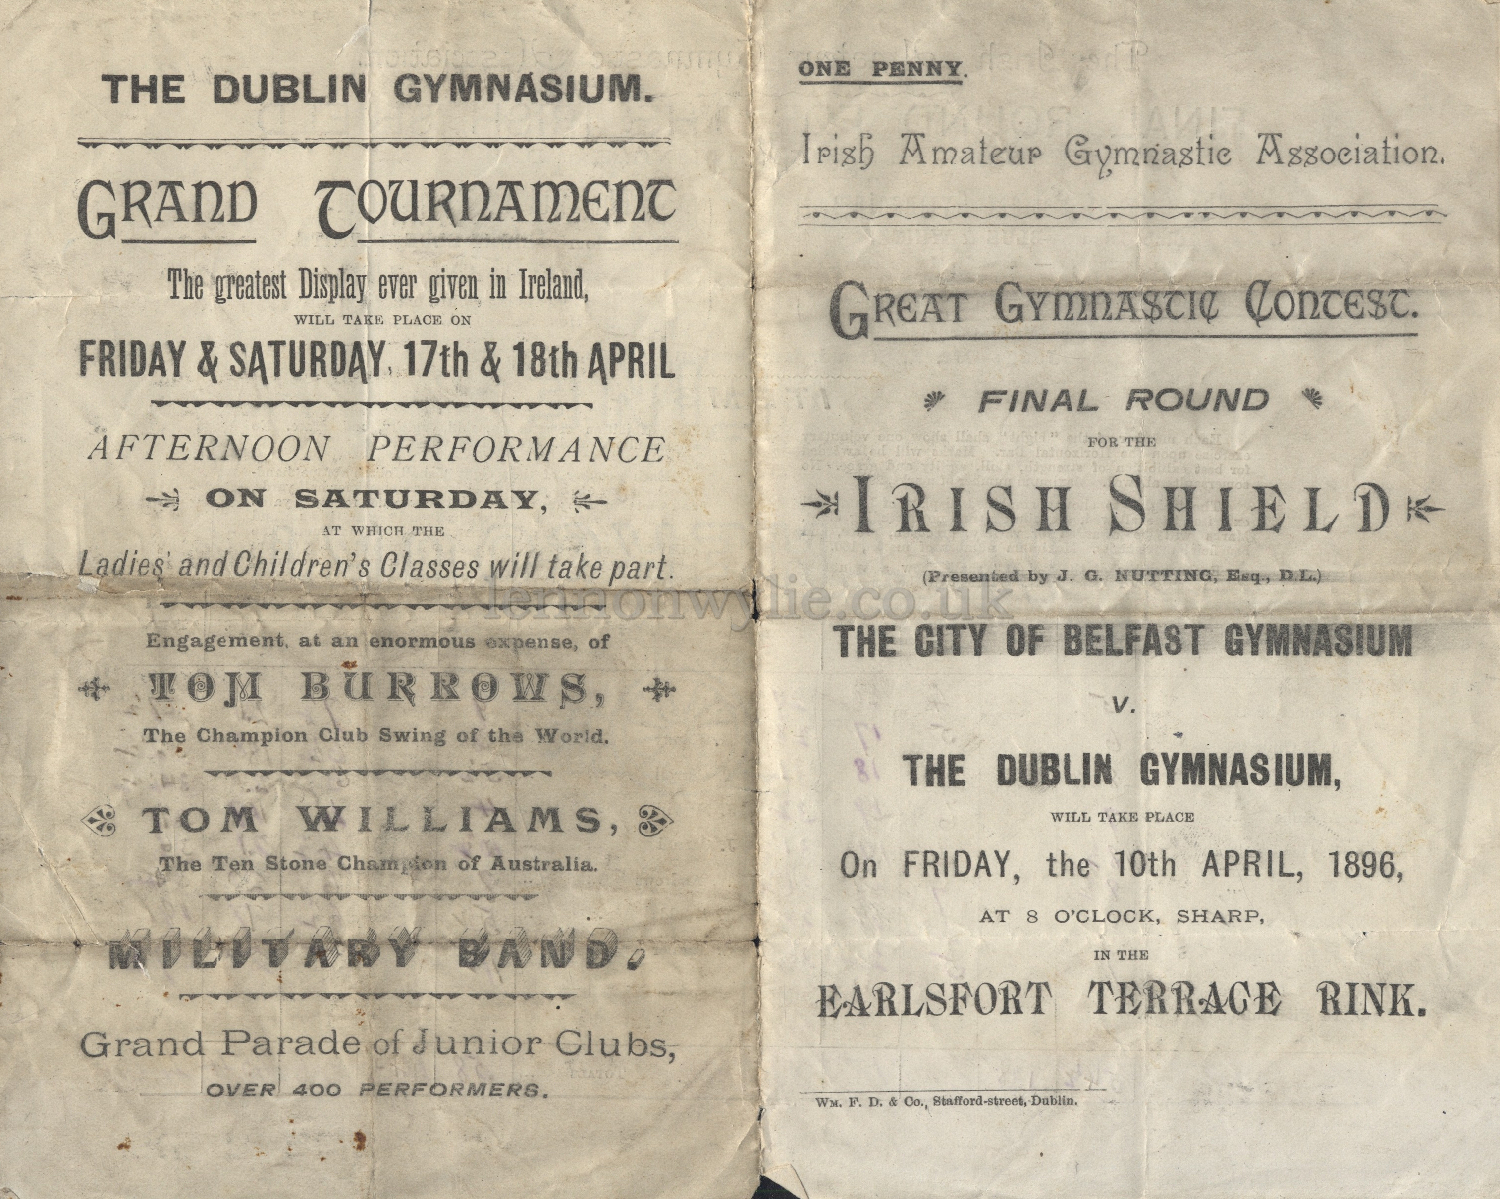 THE DUBLIN GYMNASIUM.
GRAND TOURNAMENT
The greatest Display ever given in Ireland,
WILL TAKE PLACE ON
FRIDAY & SATURDAY, 17th & 18th APRIL
AFTERNOON PERFORMANCE
ON SATURDAY,
AT WHICH THE
Ladies' and Children's Classes will take part.
Engagement, at an enormous expense, of
TOM BURROWS,
The Champion Club Swing of the World.
TOM WILLIAMS,
The Ten Stone Champion of Australia.
MILITARY BAND.
Grand Parade of Junior Clubs,
OVER 400 PERFORMERS.
ONE PENNY.
Irish Amateur Gymnastic Association.
GREAT GYMNASTIC CONTEST.
FINAL ROUND
FOR THE
IRISH SHIELD
(Presented by J. G. NUTTING, Esq., D.L.)
lennonwylie.co.uk
THE CITY OF BELFAST GYMNASIUM
V.
THE DUBLIN GYMNASIUM,
WILL TAKE PLACE
On FRIDAY, the 10th APRIL, 1896,
AT 8 O'CLOCK, SHARP,
IN THE
EARLSFORT TERRACE RINK.
WM. F. D. & Co., Stafford-street, Dublin.